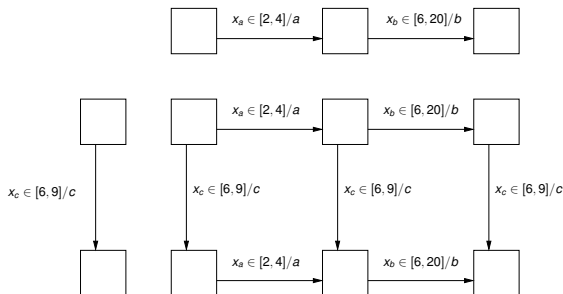 x_a ∈ [2, 4]/a x_b ∈ [6, 20]/b
x_a ∈ [2, 4]/a x_b ∈ [6, 20]/b
x_c ∈ [6, 9]/c x_c ∈ [6, 9]/c x_c ∈ [6, 9]/c x_c ∈ [6, 9]/c
x_a ∈ [2, 4]/a x_b ∈ [6, 20]/b